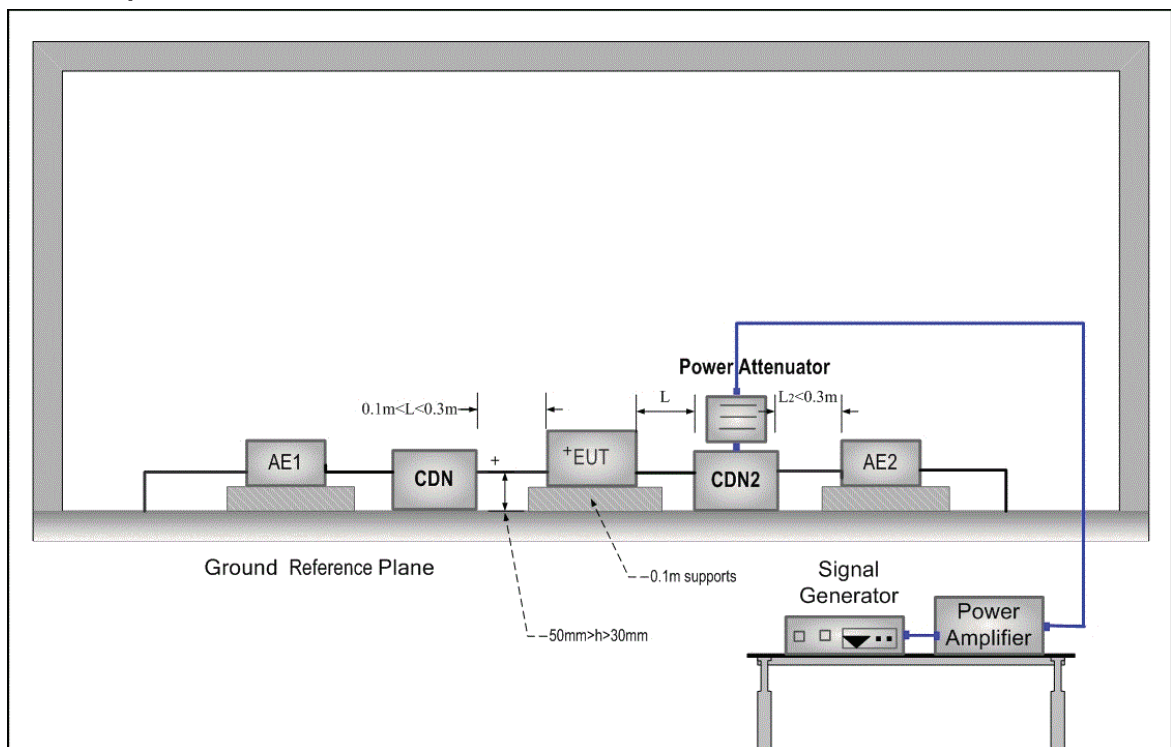 Power Attenuator
0.1m<L<0.3m
L
L2<0.3m
AE1
CDN
+
+EUT
CDN2
AE2
Ground Reference Plane
0.1m supports
50mm>h>30mm
Signal
Generator
Power
Amplifier